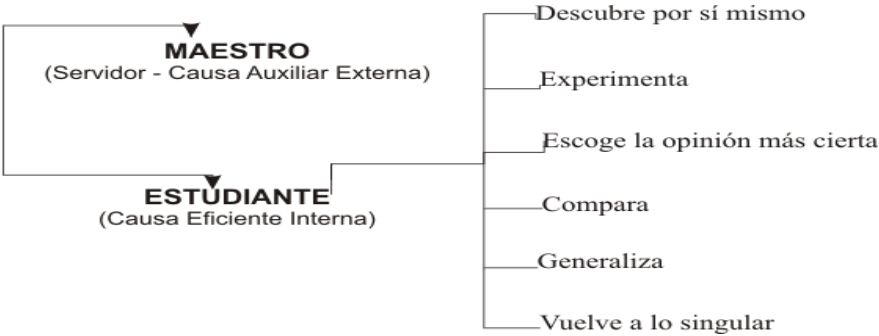 MAESTRO
(Servidor - Causa Auxiliar Externa)
ESTUDIANTE
(Causa Eficiente Interna)
Descubre por sí mismo
Experimenta
Escoge la opinión más cierta
Compara
Generaliza
Vuelve a lo singular